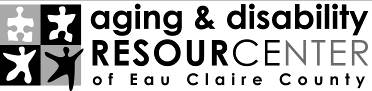 aging & disability
RESOURCENTER
of Eau Claire County